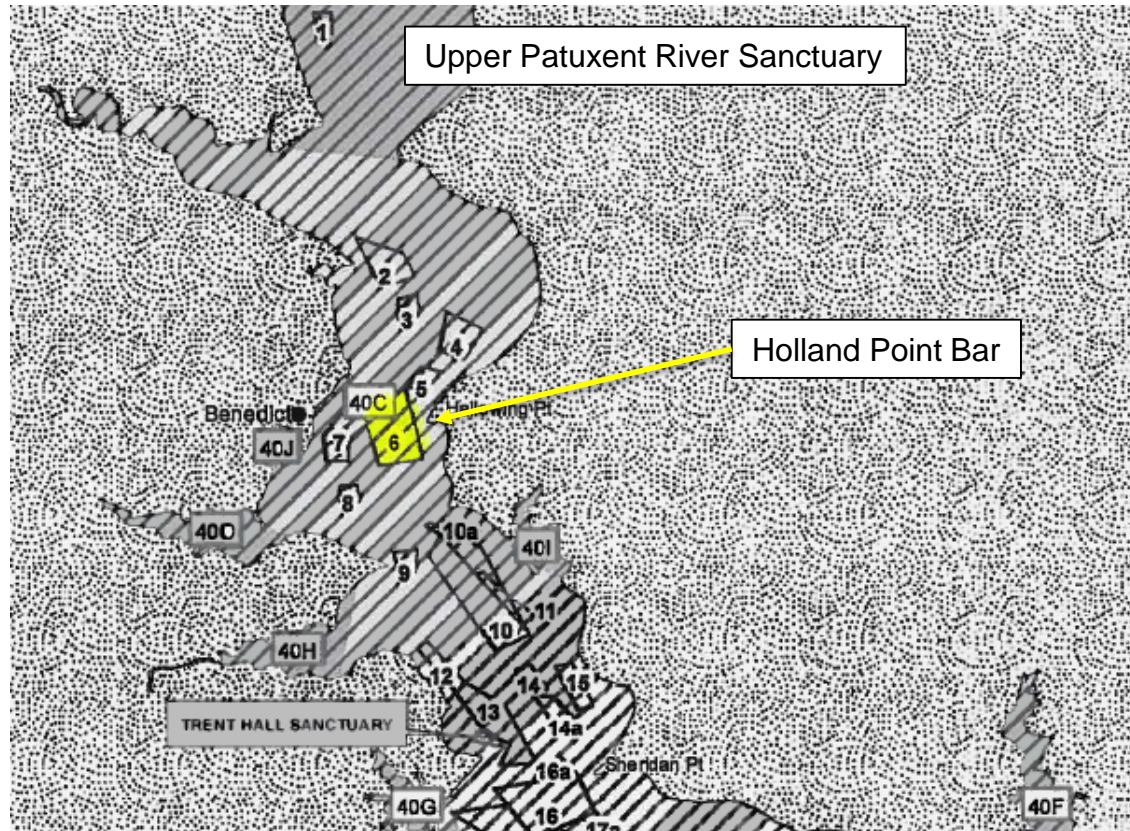 1
Upper Patuxent River Sanctuary
2
3
4
Holland Point Bar
5
40C
Benedict
7
6
40J
8
10a
40D
40I
9
11
10
40H
12
14
15
13
TRENT HALL SANCTUARY
14a
Sheridan Pt
16a
40G
16
40F